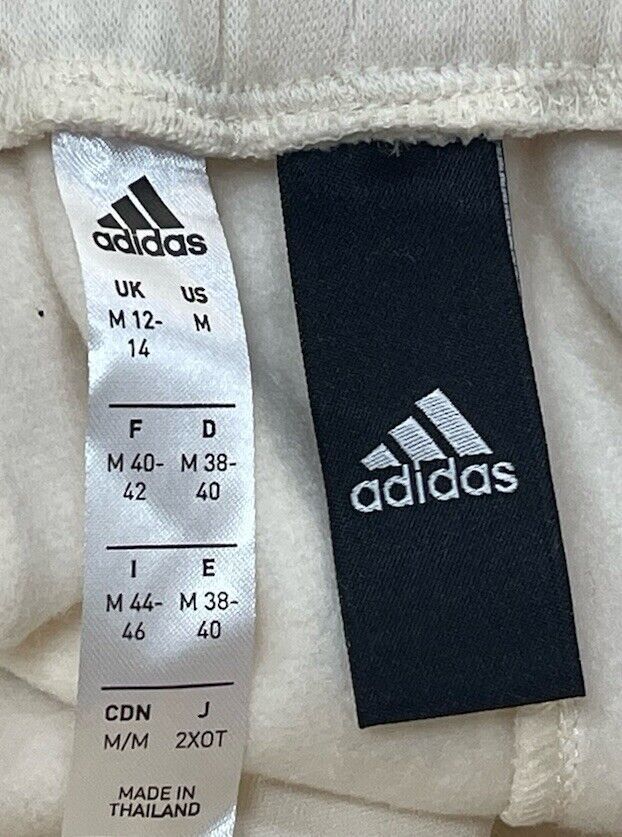 adidas
UK US
M 12- M
14
F D
M 40- M 38-
42 40
I E
M 44- M 38-
46 40
CDN J
M/M 2XOT
MADE IN
THAILAND
adidas